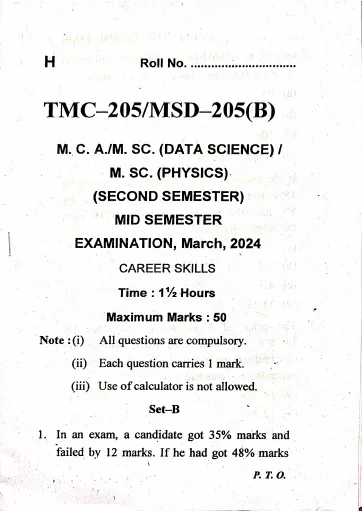 H Roll No. ..............................
TMC–205/MSD–205(B)
M. C. A./M. SC. (DATA SCIENCE) /
M. SC. (PHYSICS)
(SECOND SEMESTER)
MID SEMESTER
EXAMINATION, March, 2024
CAREER SKILLS
Time : 1½ Hours
Maximum Marks : 50
Note : (i) All questions are compulsory.
(ii) Each question carries 1 mark.
(iii) Use of calculator is not allowed.
Set–B
1. In an exam, a candidate got 35% marks and
failed by 12 marks. If he had got 48% marks
P. T. O.